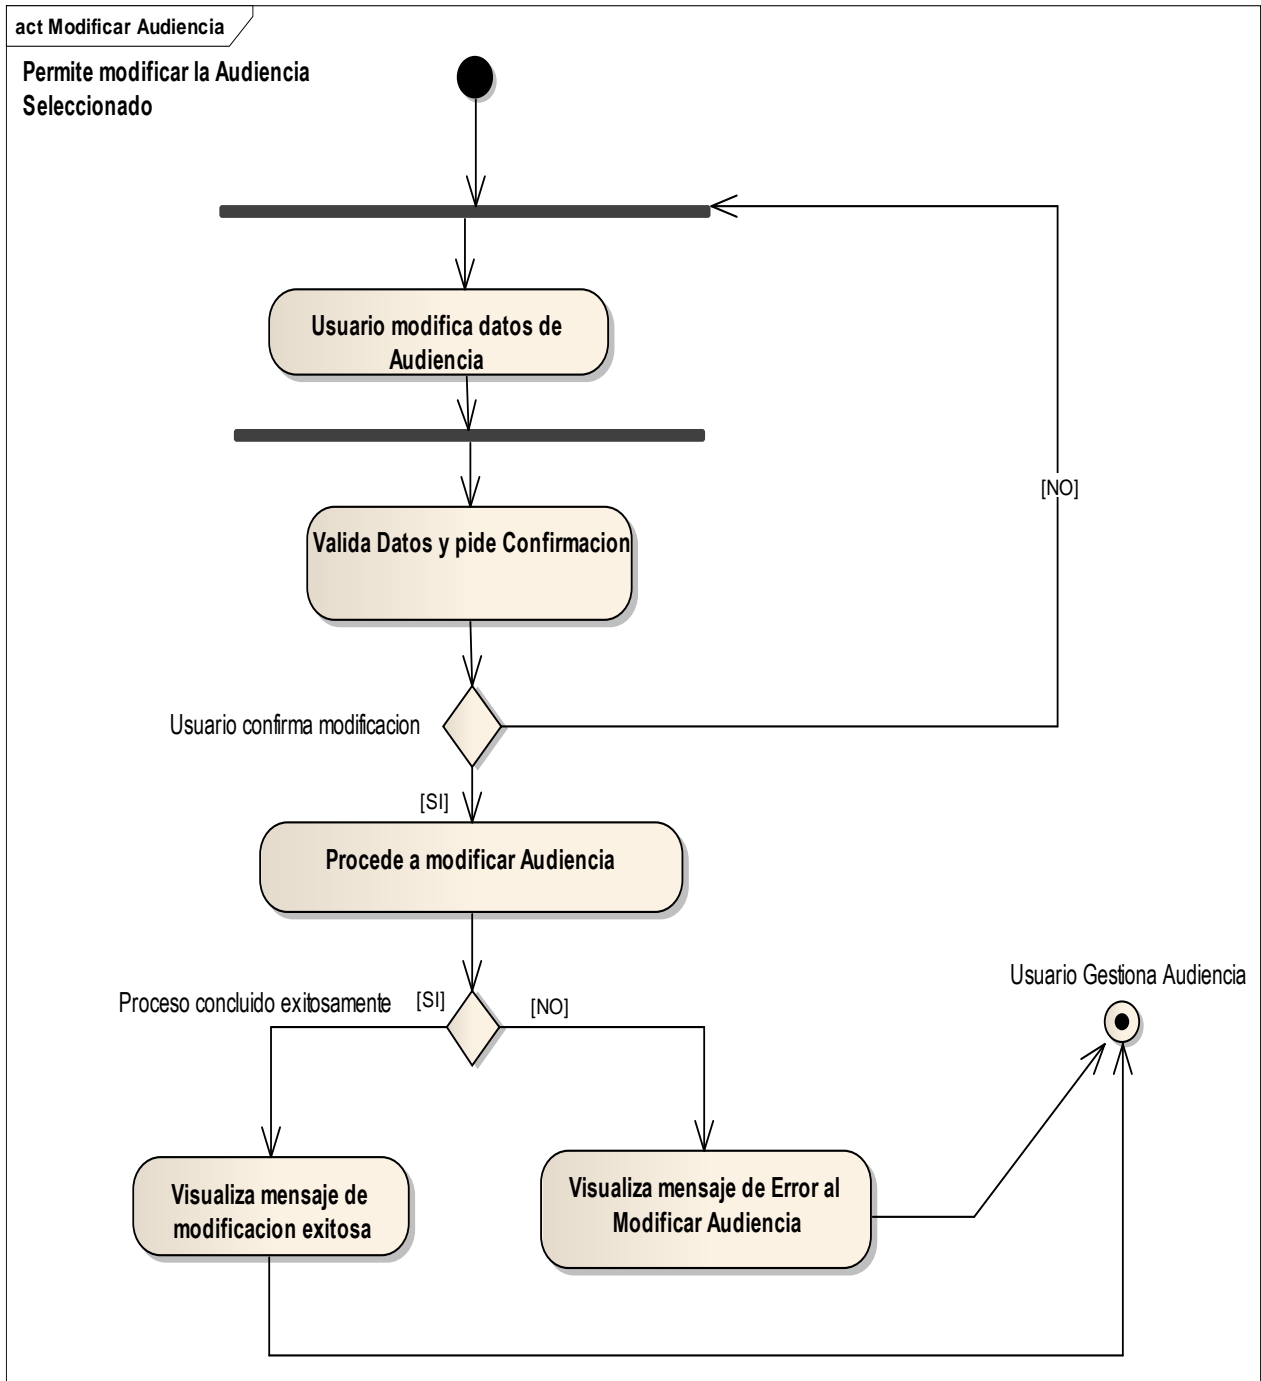 act Modificar Audiencia
Permite modificar la Audiencia
Seleccionado
Usuario modifica datos de
Audiencia
[NO]
Valida Datos y pide Confirmacion
Usuario confirma modificacion
[SI]
Procede a modificar Audiencia
Usuario Gestiona Audiencia
Proceso concluido exitosamente
[SI]
[NO]
Visualiza mensaje de
modificacion exitosa
Visualiza mensaje de Error al
Modificar Audiencia